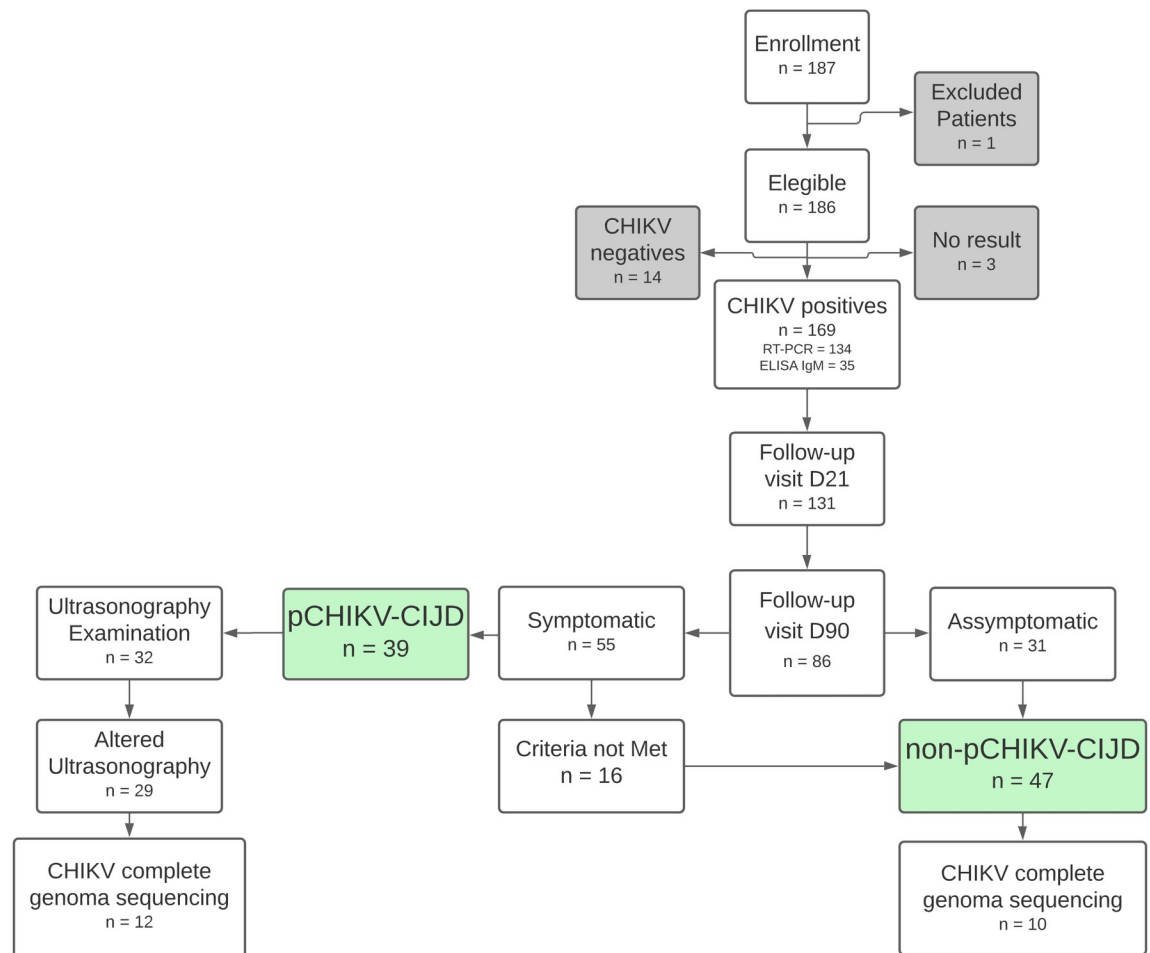 Enrollment
n = 187
Excluded
Patients
n = 1
Elegible
n = 186
CHIKV
negatives
n = 14
No result
n = 3
CHIKV positives
n = 169
RT-PCR = 134
ELISA IgM = 35
Follow-up
visit D21
n = 131
Ultrasonography
Examination
n = 32
pCHIKV-CIJD
n = 39
Symptomatic
n = 55
Follow-up
visit D90
n = 86
Assymptomatic
n = 31
Altered
Ultrasonography
n = 29
Criteria not Met
n = 16
non-pCHIKV-CIJD
n = 47
CHIKV complete
genoma sequencing
n = 12
CHIKV complete
genoma sequencing
n = 10